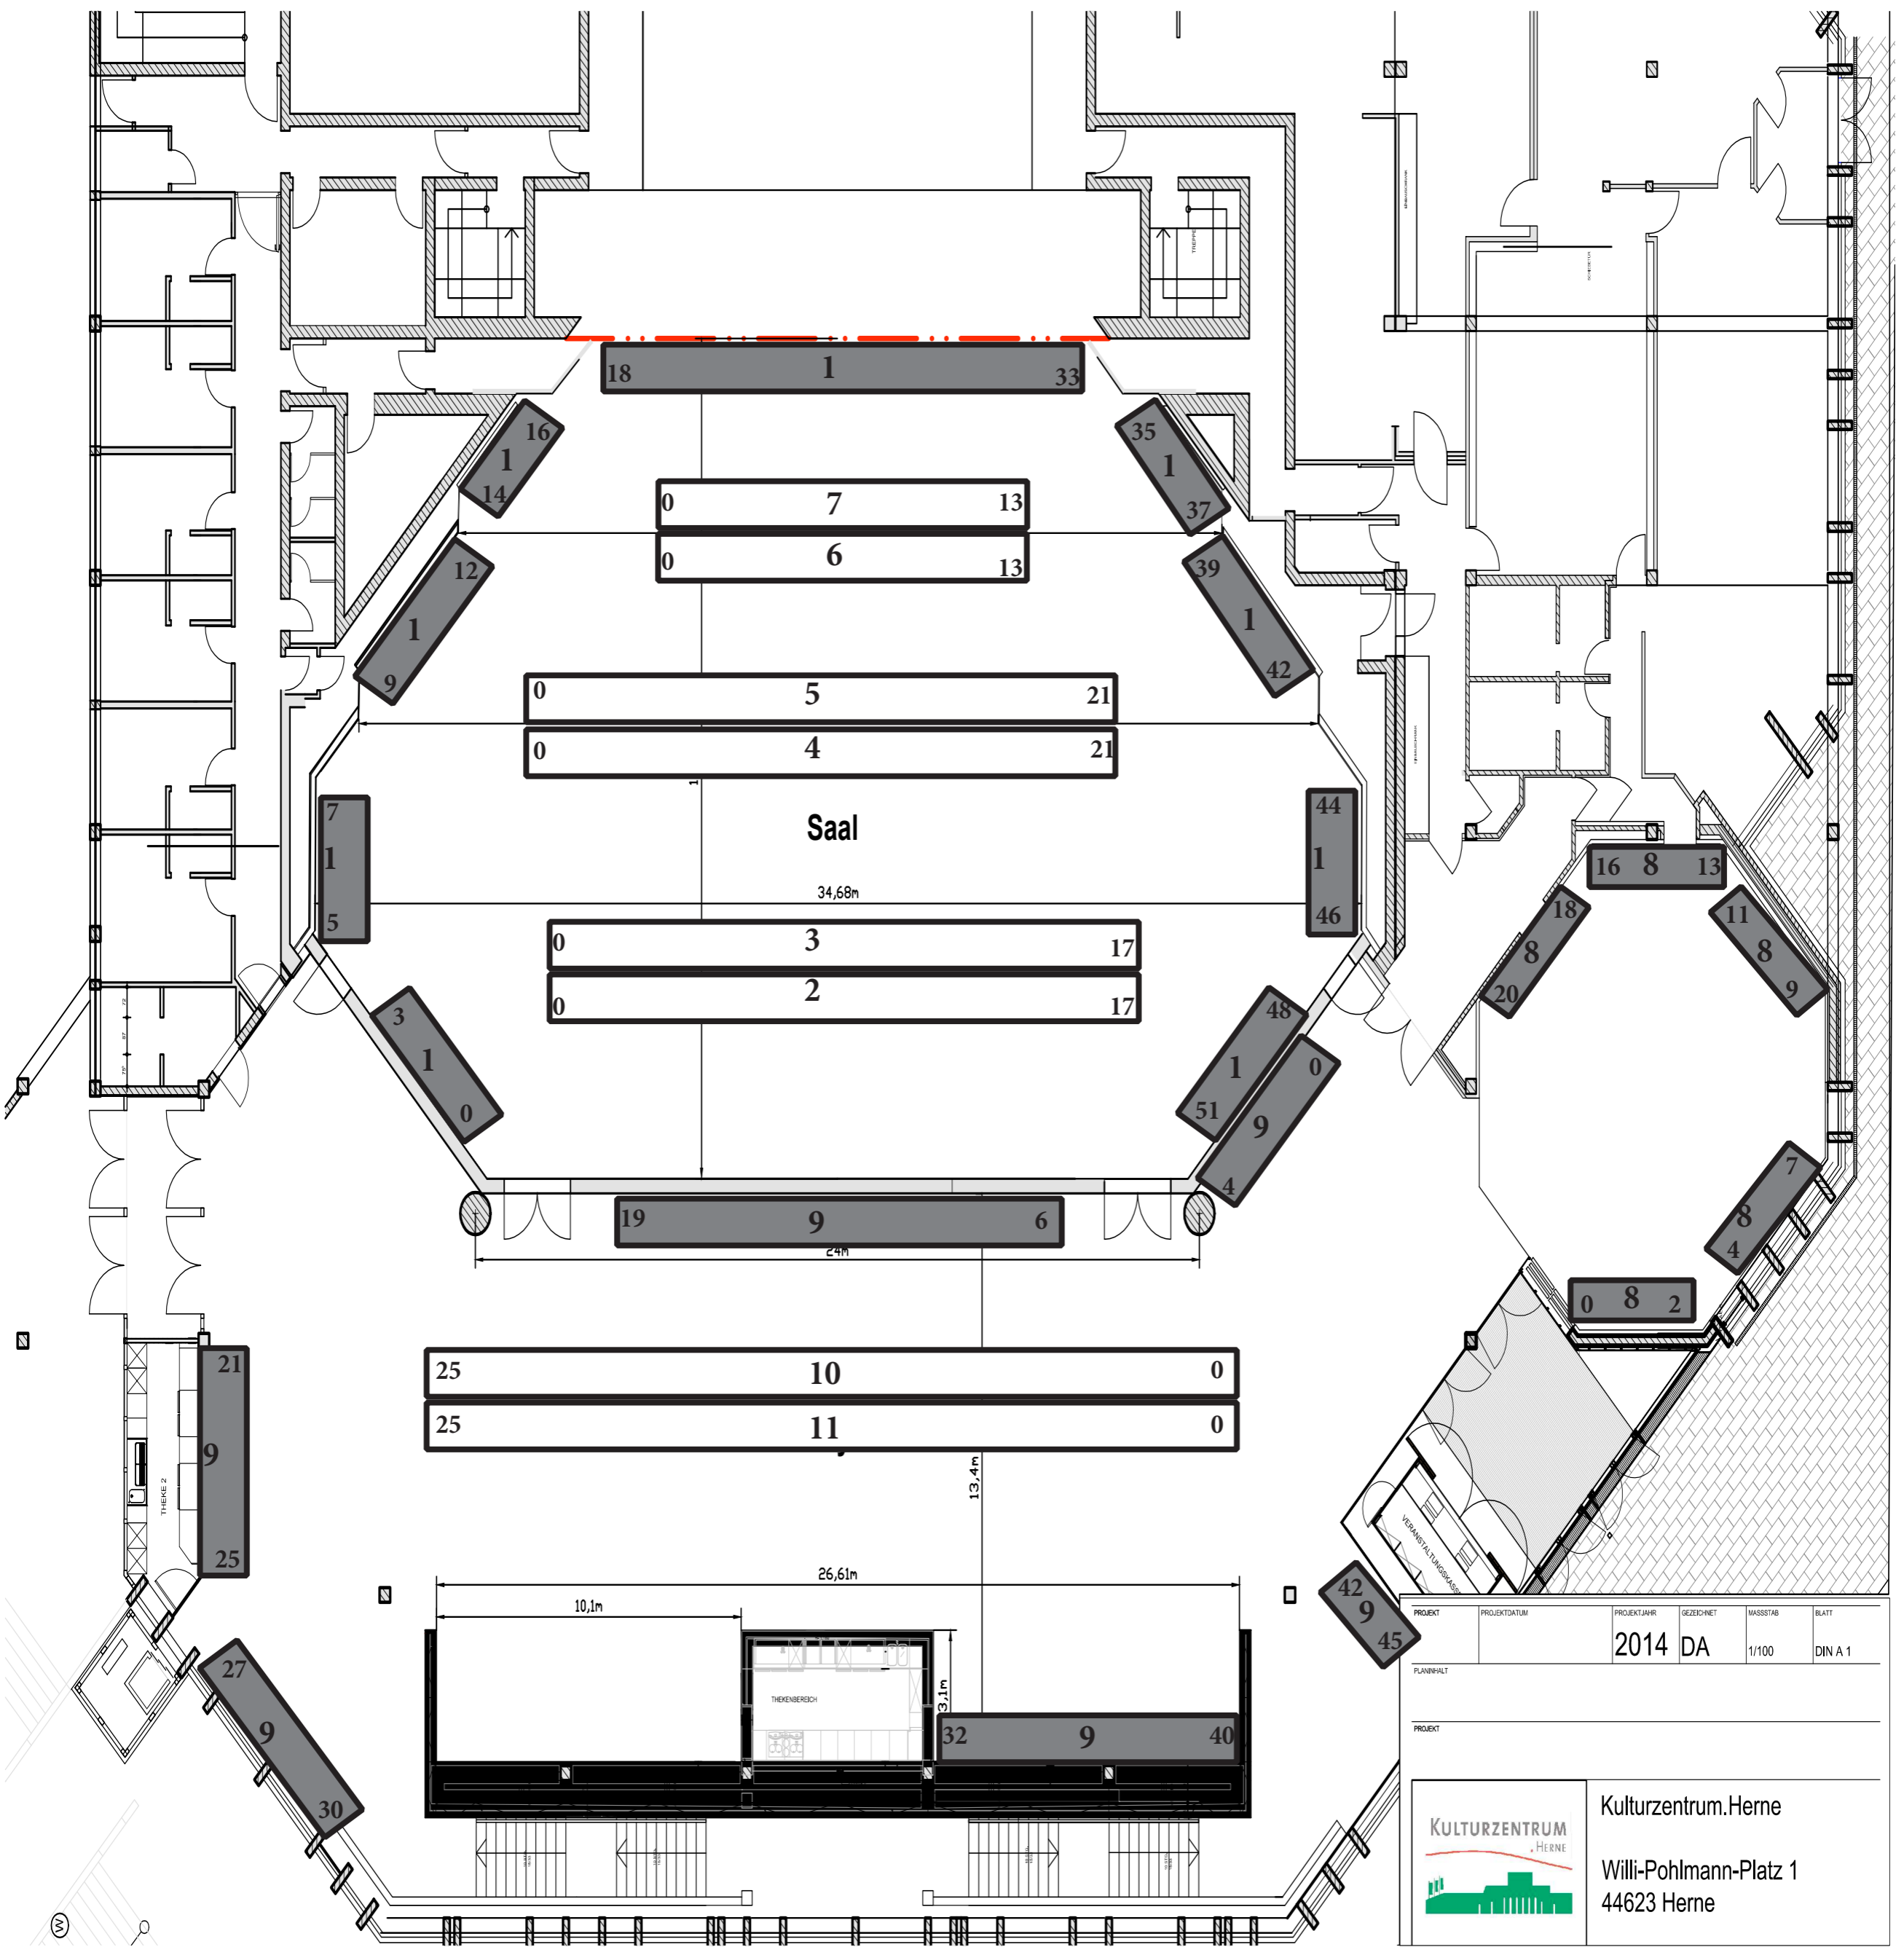 TREPPE
18 1 33
16
1
14
35
1
37
0 7 13
0 6 13
12
1
9
39
1
42
0 5 21
0 4 21
7
1
5
Saal
44
1
46
34,68m
16 8 13
18
8
20
11
8
9
0 3 17
0 2 17
3
1
0
48
1
51
0
9
4
19 9 6
24m
7
8
4
0 8 2
21
9
25
THEKE 2
25 10 0
25 11 0
13,4m
26,61m
10,1m
3,1m
THEKENBEREICH
32 9 40
27
9
30
42
9
45
PROJEKT PROJEKTDATUM PROJEKTJAHR GEZEICHNET MASSSTAB BLATT
2014 DA 1/100 DIN A 1
PLANINHALT
PROJEKT
KULTURZENTRUM
. HERNE
Kulturzentrum.Herne
Willi-Pohlmann-Platz 1
44623 Herne
W